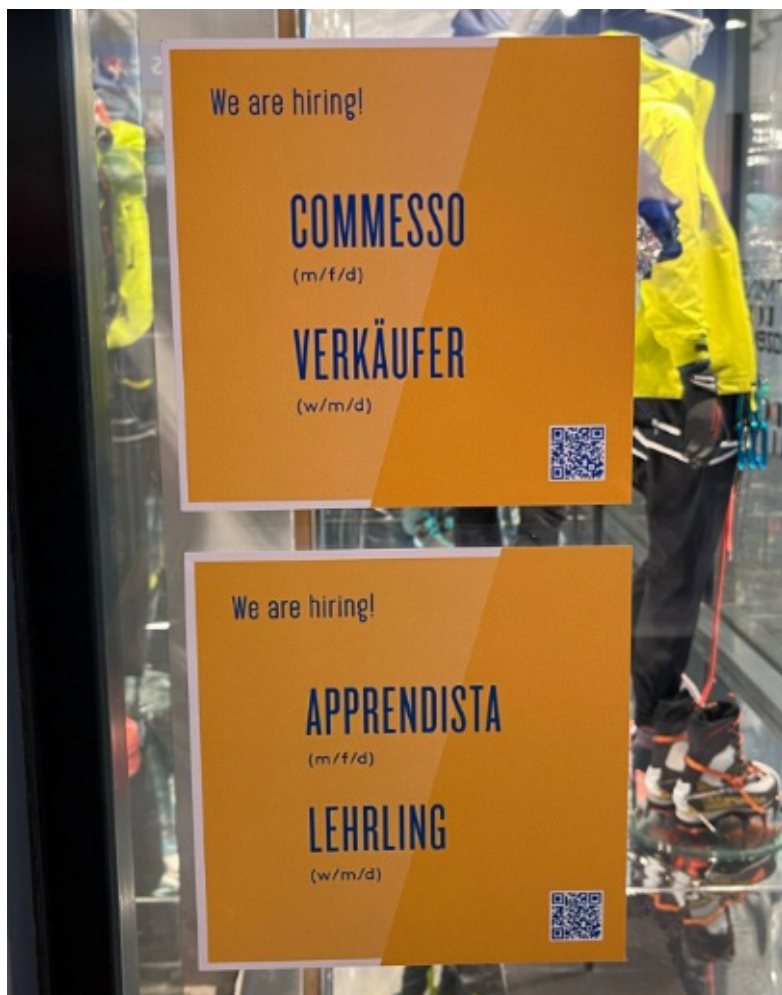 We are hiring!
COMMESSO
(m/f/d)
VERKÄUFER
(w/m/d)
We are hiring!
APPRENDISTA
(m/f/d)
LEHRLING
(w/m/d)